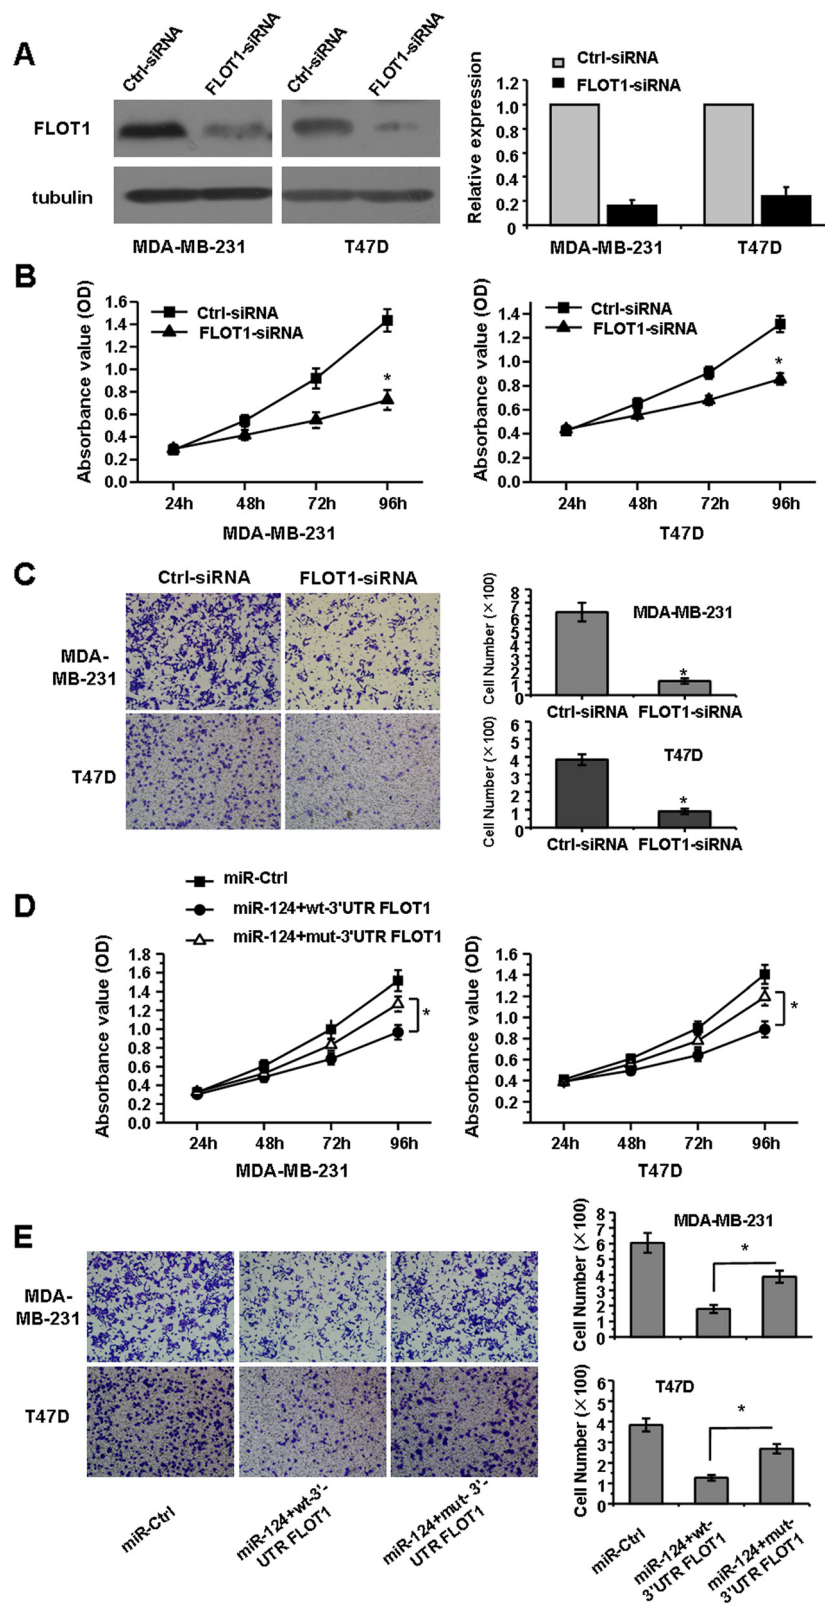 A
Ctrl-siRNA
FLOT1-siRNA
Ctrl-siRNA
FLOT1-siRNA
FLOT1
tubulin
MDA-MB-231
T47D
Ctrl-siRNA
FLOT1-siRNA
Relative expression
1.2
1.0
0.8
0.6
0.4
0.2
0
MDA-MB-231
T47D
B
Absorbance value (OD)
1.6
1.4
1.2
1.0
0.8
0.6
0.4
0.2
0.0
Ctrl-siRNA
FLOT1-siRNA
*
24h 48h 72h 96h
MDA-MB-231
Absorbance value (OD)
1.4
1.2
1.0
0.8
0.6
0.4
0.2
0.0
Ctrl-siRNA
FLOT1-siRNA
*
24h 48h 72h 96h
T47D
C
Ctrl-siRNA
FLOT1-siRNA
MDA-
MB-231
T47D
Cell Number (×100)
8
7
6
5
4
3
2
1
0
MDA-MB-231
*
Ctrl-siRNA FLOT1-siRNA
Cell Number (×100)
6
5
4
3
2
1
0
T47D
*
Ctrl-siRNA FLOT1-siRNA
D
miR-Ctrl
miR-124+wt-3'UTR FLOT1
miR-124+mut-3'UTR FLOT1
Absorbance value (OD)
1.8
1.6
1.4
1.2
1.0
0.8
0.6
0.4
0.2
0.0
*
24h 48h 72h 96h
MDA-MB-231
Absorbance value (OD)
1.6
1.4
1.2
1.0
0.8
0.6
0.4
0.2
*
24h 48h 72h 96h
T47D
E
MDA-
MB-231
T47D
miR-Ctrl
miR-124+wt-3'-
UTR FLOT1
miR-124+mut- 3'-
UTR FLOT1
Cell Number (×100)
8
7
6
5
4
3
2
1
0
MDA-MB-231
*
Cell Number (×100)
6
5
4
3
2
1
0
T47D
*
miR-Ctrl
miR-124+wt-
3'UTR FLOT1
miR-124+mut-
3'UTR FLOT1